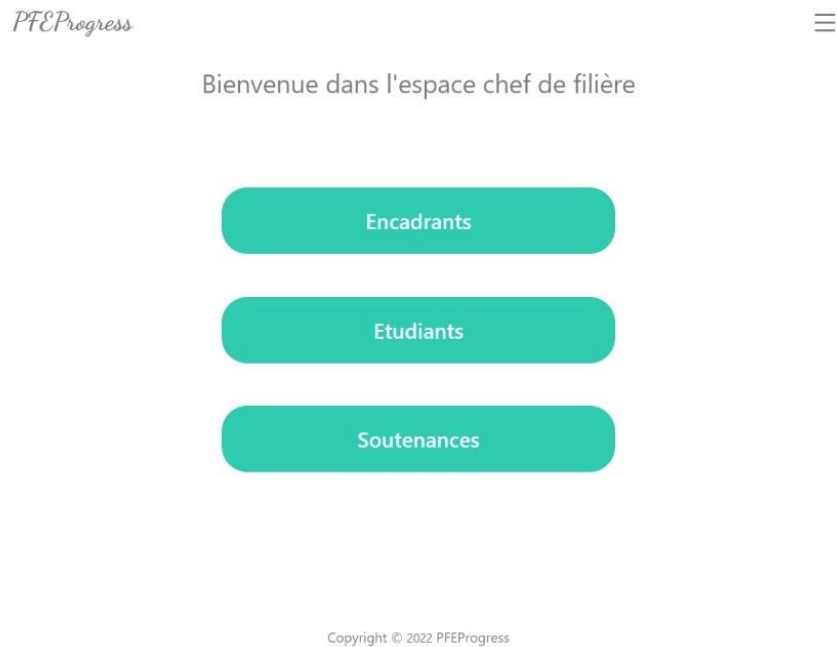 PFEProgress
Bienvenue dans l'espace chef de filière
Encadrants
Etudiants
Soutenances
Copyright © 2022 PFEProgress